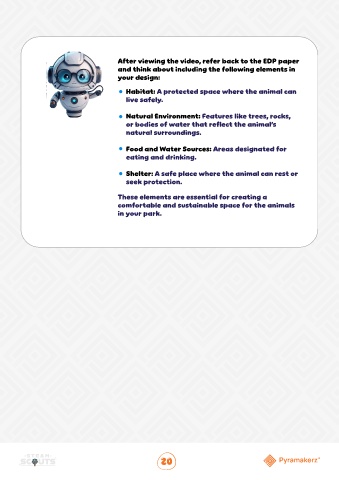 After viewing the video, refer back to the EDP paper
and think about including the following elements in
your design:
• Habitat: A protected space where the animal can
live safely.
• Natural Environment: Features like trees, rocks,
or bodies of water that reflect the animal's
natural surroundings.
• Food and Water Sources: Areas designated for
eating and drinking.
• Shelter: A safe place where the animal can rest or
seek protection.
These elements are essential for creating a
comfortable and sustainable space for the animals
in your park.
STEAM
SCOUTS
20
Pyramakerz